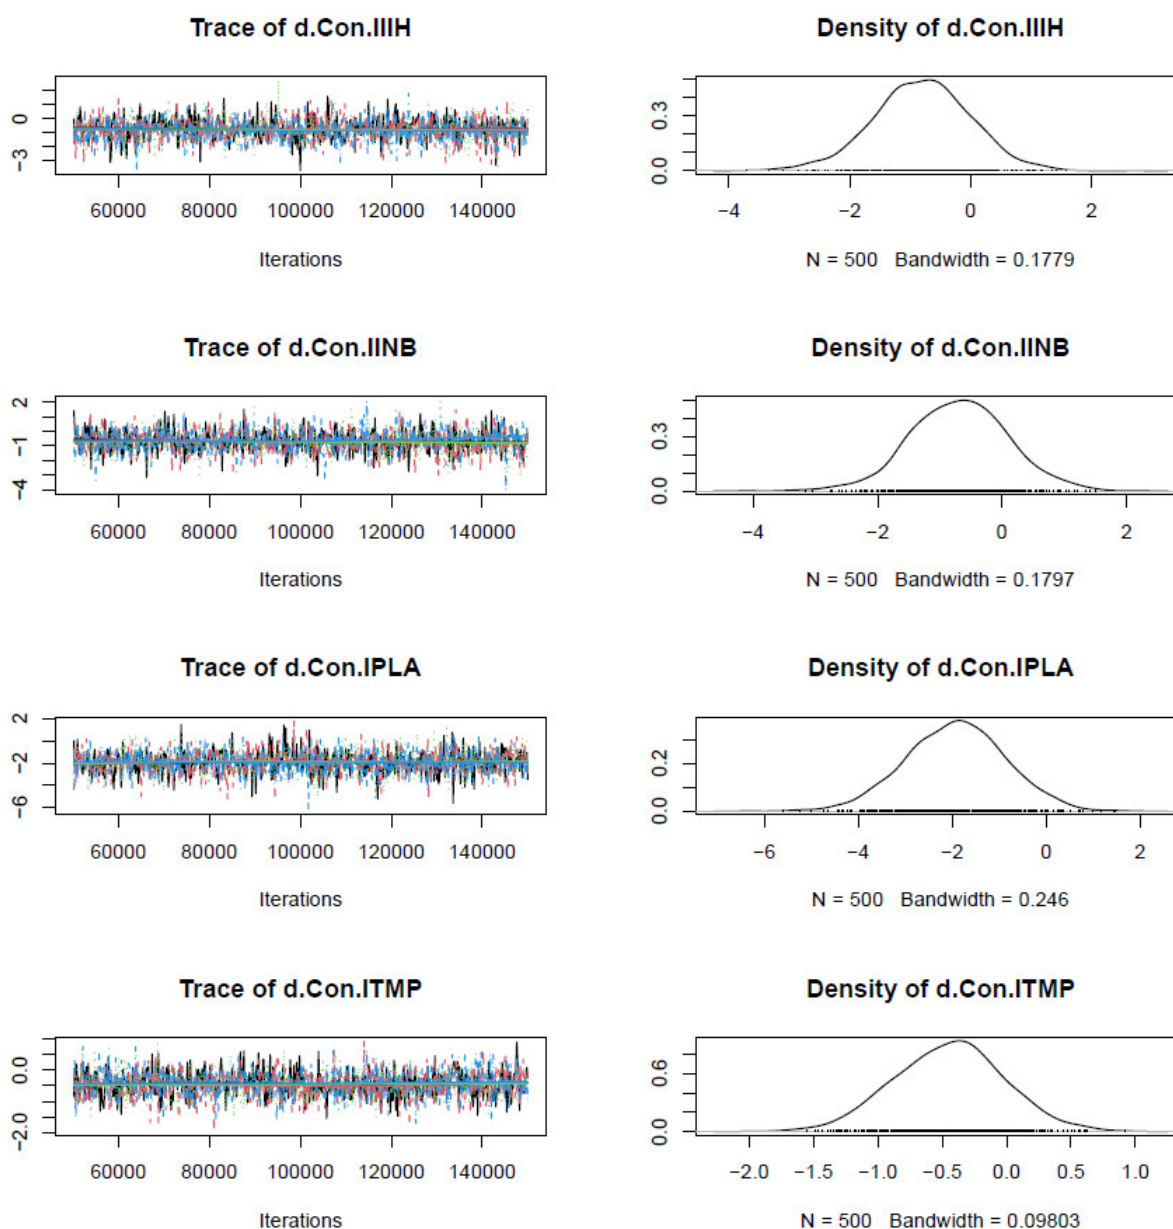 Trace of d.Con.IIIH
Density of d.Con.IIIH
0
−3
60000 80000 100000 120000 140000
Iterations
0.3
0.0
−4 −2 0 2
N = 500 Bandwidth = 0.1779
Trace of d.Con.IINB
Density of d.Con.IINB
2
−1
−4
60000 80000 100000 120000 140000
Iterations
0.3
0.0
−4 −2 0 2
N = 500 Bandwidth = 0.1797
Trace of d.Con.IPLA
Density of d.Con.IPLA
2
−2
−6
60000 80000 100000 120000 140000
Iterations
0.2
0.0
−6 −4 −2 0 2
N = 500 Bandwidth = 0.246
Trace of d.Con.ITMP
Density of d.Con.ITMP
0.0
−2.0
60000 80000 100000 120000 140000
Iterations
0.6
0.0
−2.0 −1.5 −1.0 −0.5 0.0 0.5 1.0
N = 500 Bandwidth = 0.09803